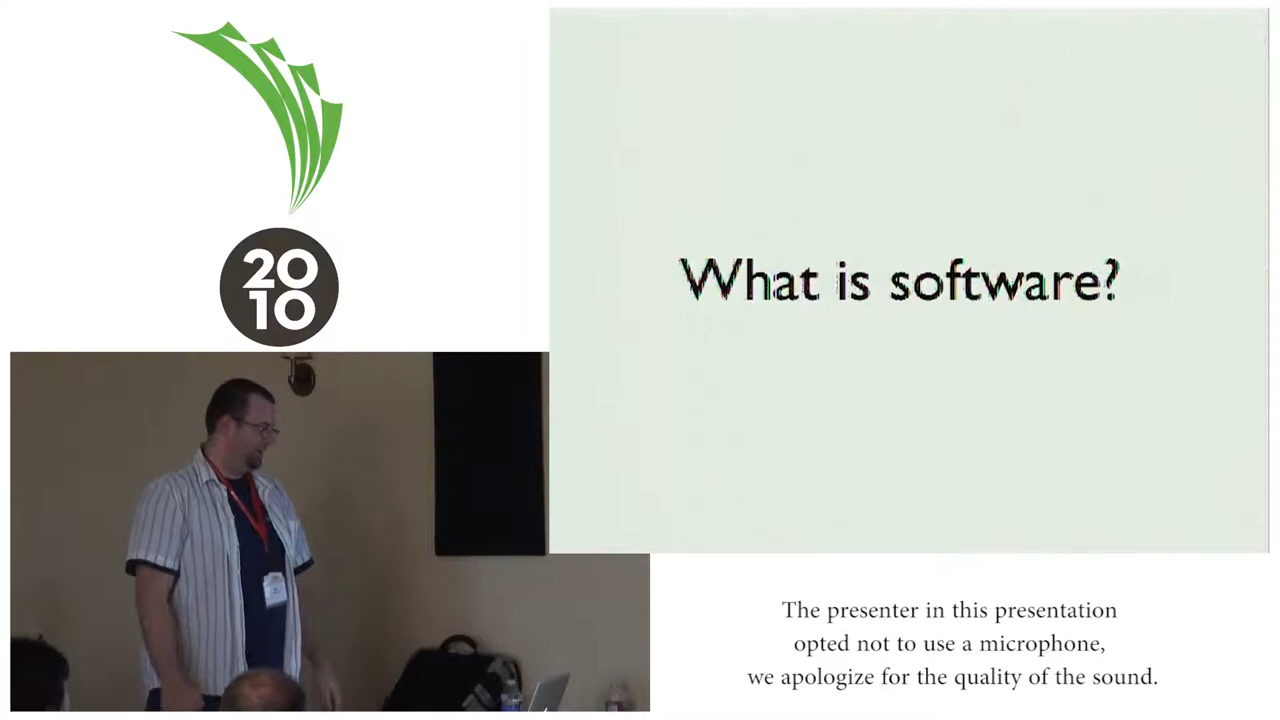 20
10
What is software?
The presenter in this presentation
opted not to use a microphone,
we apologize for the quality of the sound.